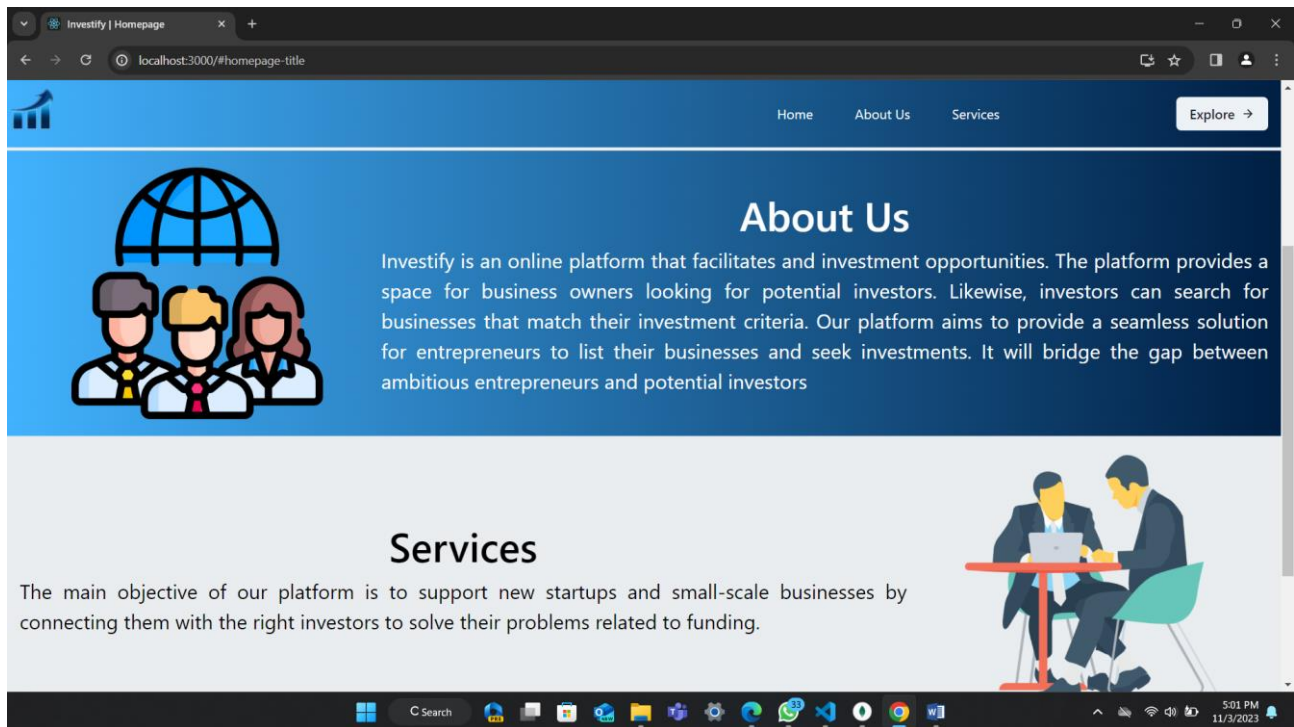 Investify | Homepage
localhost:3000/#homepage-title
Home About Us Services Explore →
About Us
Investify is an online platform that facilitates and investment opportunities. The platform provides a
space for business owners looking for potential investors. Likewise, investors can search for
businesses that match their investment criteria. Our platform aims to provide a seamless solution
for entrepreneurs to list their businesses and seek investments. It will bridge the gap between
ambitious entrepreneurs and potential investors
Services
The main objective of our platform is to support new startups and small-scale businesses by
connecting them with the right investors to solve their problems related to funding.
Search
33
5:01 PM
11/3/2023